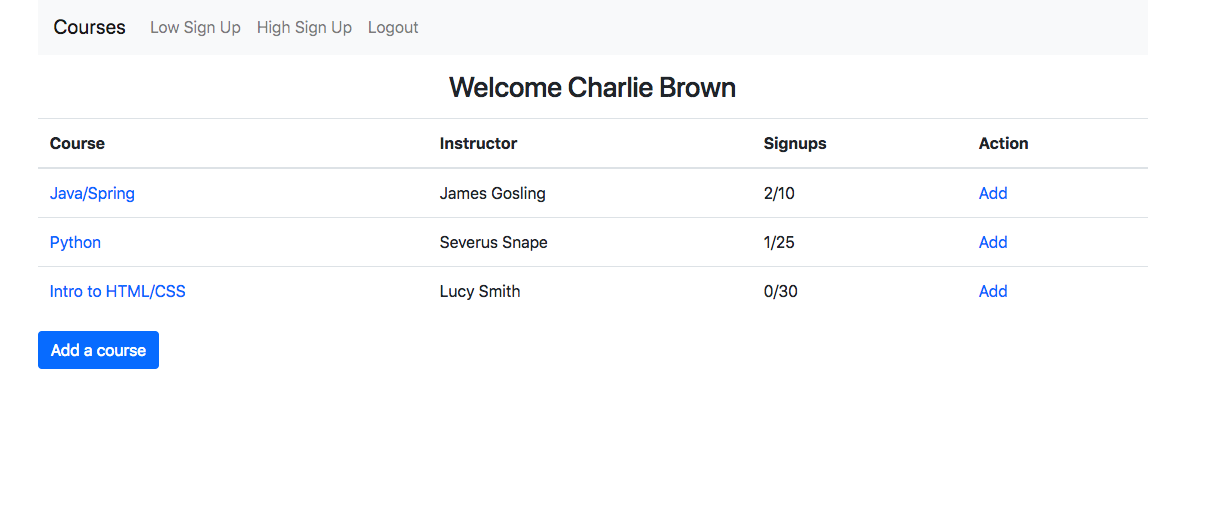 Courses Low Sign Up High Sign Up Logout
Welcome Charlie Brown
Course Instructor Signups Action
Java/Spring James Gosling 2/10 Add
Python Severus Snape 1/25 Add
Intro to HTML/CSS Lucy Smith 0/30 Add
Add a course